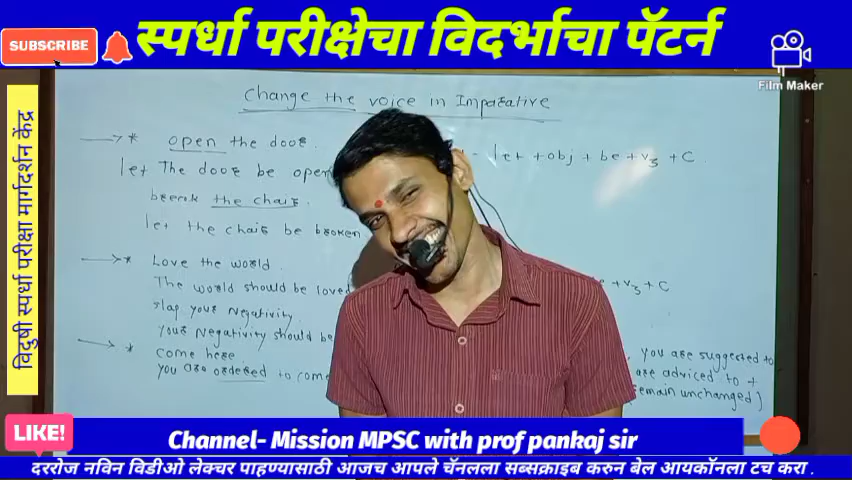 स्पर्धा परीक्षेचा विदर्भाचा पॅटर्न
SUBSCRIBE
Film Maker
विदुषी स्पर्धा परीक्षा मार्गदर्शन केंद्र
Change the voice in Imparative
* open the door.
let + obj + be + v3 + C.
let The door be open
break the chair.
let the chair be broken
* Love the world.
The world should be loved
e + v3 + C
slap your negativity.
your negativity should be
* come here
you are ordered to come
you are suggested to
are adviced to +
remain unchanged)
LIKE!
Channel- Mission MPSC with prof pankaj sir
दररोज नविन विडीओ लेक्चर पाहण्यासाठी आजच आपले चॅनलला सब्सक्राइब करुन बेल आयकॉनला टच करा .